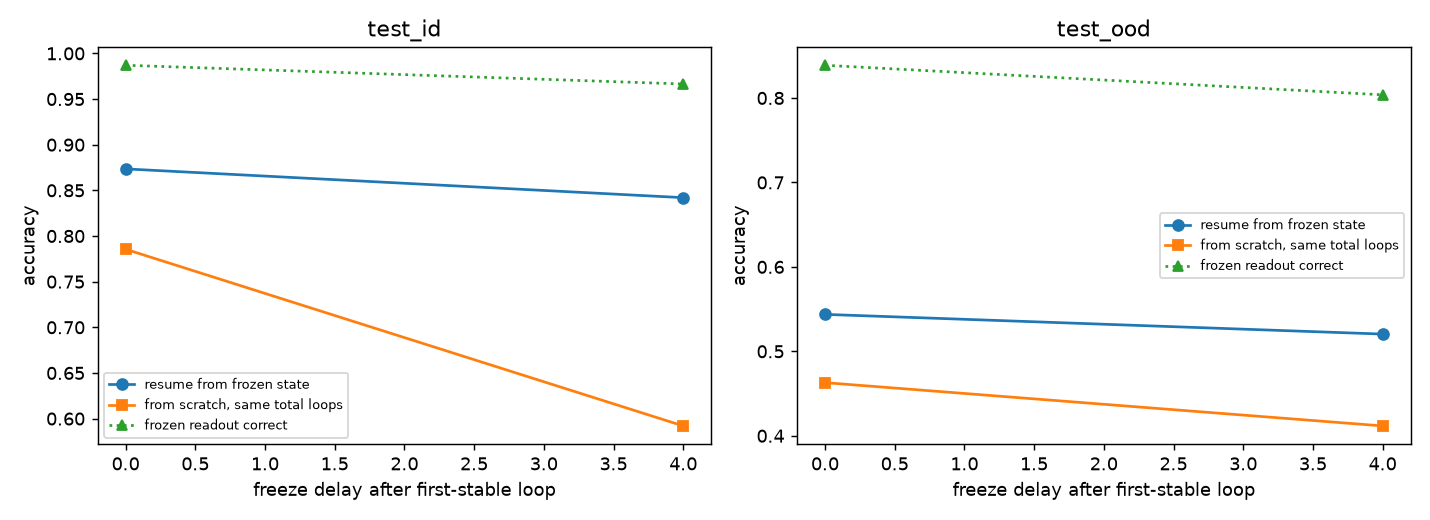 test_id
1.00
0.95
0.90
0.85
0.80
0.75
0.70
0.65
0.60
accuracy
resume from frozen state
from scratch, same total loops
frozen readout correct
0.0 0.5 1.0 1.5 2.0 2.5 3.0 3.5 4.0
freeze delay after first-stable loop
test_ood
0.8
0.7
0.6
0.5
0.4
accuracy
resume from frozen state
from scratch, same total loops
frozen readout correct
0.0 0.5 1.0 1.5 2.0 2.5 3.0 3.5 4.0
freeze delay after first-stable loop